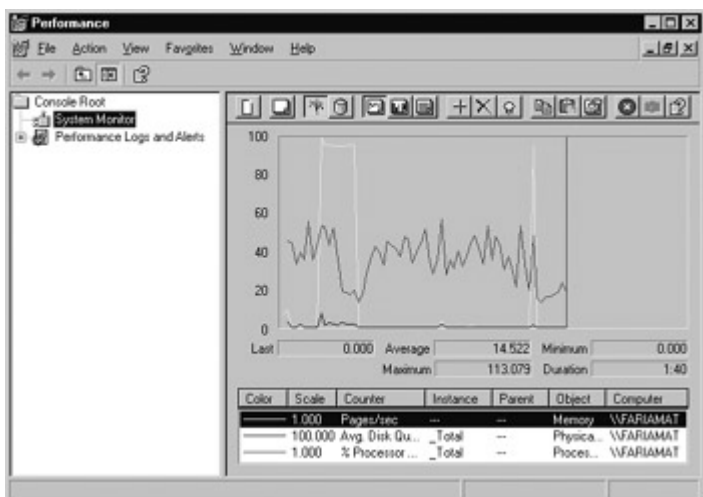 Performance
File Action View Favorites Window Help
Console Root
System Monitor
Performance Logs and Alerts
100
80
60
40
20
0
Last 0.000 Average 14.522 Minimum 0.000
Maximum 113.079 Duration 1:40
Color Scale Counter Instance Parent Object Computer
1.000 Pages/sec --- --- Memory \\FARIAMAT
100.000 Avg. Disk Qu... _Total --- Physica... \\FARIAMAT
1.000 % Processor ... _Total --- Proces... \\FARIAMAT